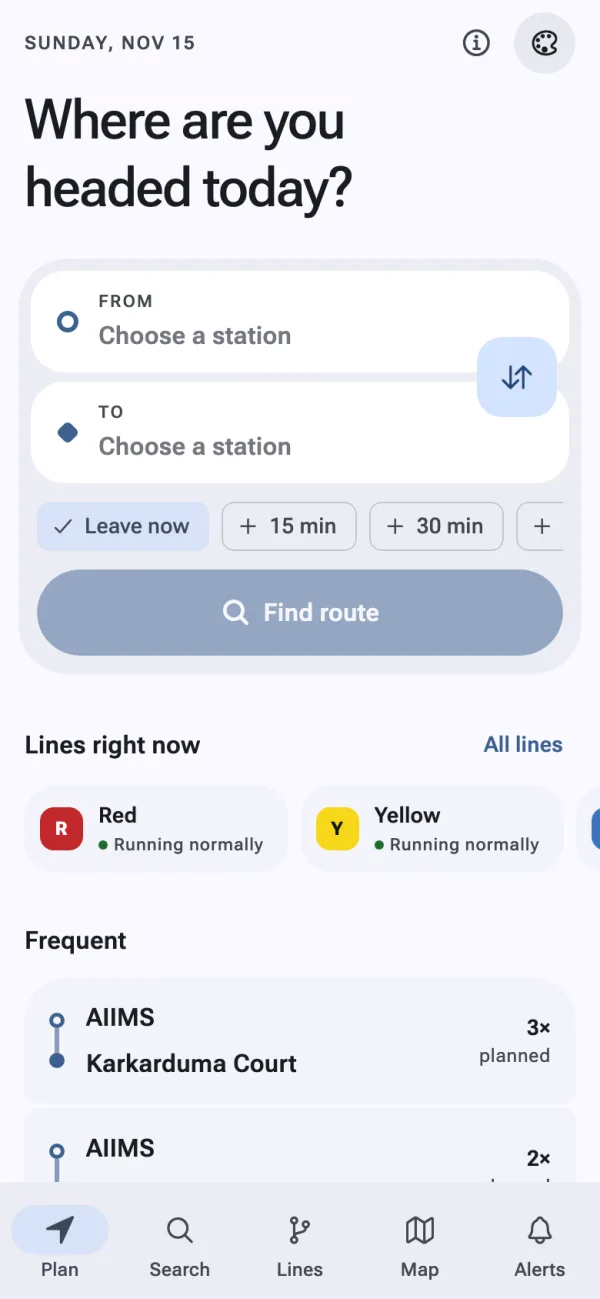 SUNDAY, NOV 15
Where are you
headed today?
FROM
Choose a station
TO
Choose a station
Leave now
15 min
30 min
Find route
Lines right now
All lines
R
Red
Running normally
Y
Yellow
Running normally
Frequent
AIIMS
Karkarduma Court
3×
planned
AIIMS
2×
Plan
Search
Lines
Map
Alerts